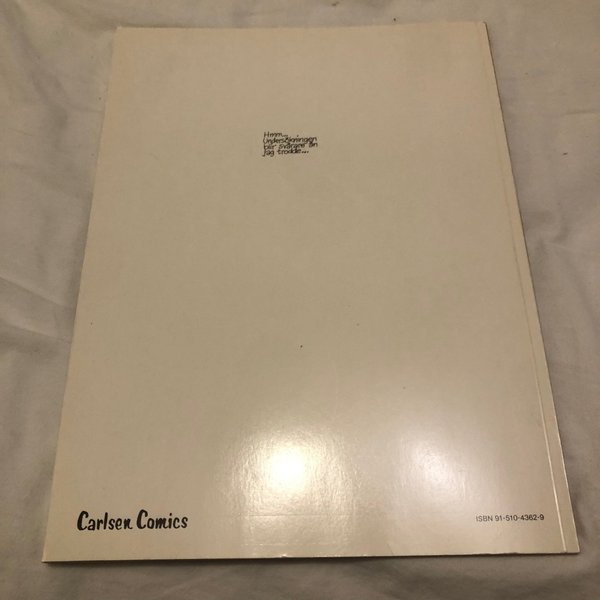 Hmm...
Undersökningen
blir svårare än
jag trodde...
Carlsen Comics
ISBN 91-510-4362-9